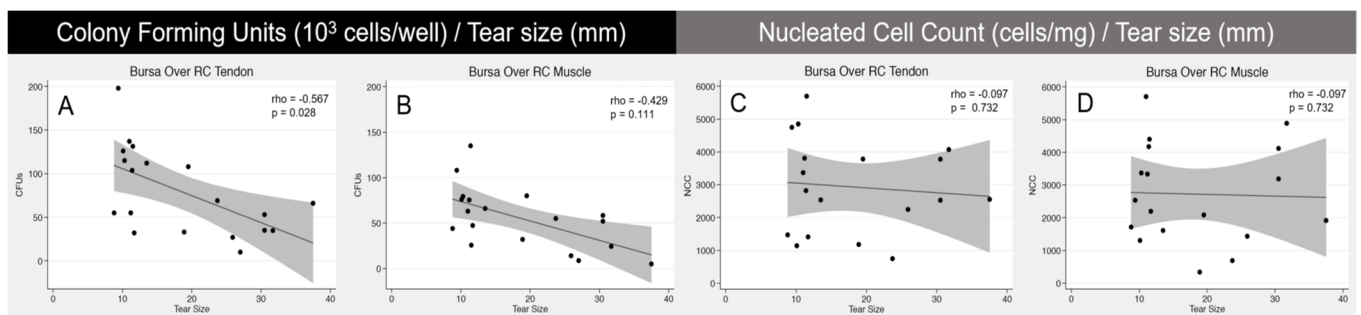 Colony Forming Units (10³ cells/well) / Tear size (mm)
Nucleated Cell Count (cells/mg) / Tear size (mm)
Bursa Over RC Tendon
A
rho = -0.567
p = 0.028
200
150
100
50
0
CFUs
0 10 20 30 40
Tear Size
Bursa Over RC Muscle
B
rho = -0.429
p = 0.111
200
150
100
50
0
CFUs
0 10 20 30 40
Tear Size
Bursa Over RC Tendon
C
rho = -0.097
p = 0.732
6000
5000
4000
3000
2000
1000
0
NCC
0 10 20 30 40
Tear Size
Bursa Over RC Muscle
D
rho = -0.097
p = 0.732
6000
5000
4000
3000
2000
1000
0
NCC
0 10 20 30 40
Tear Size